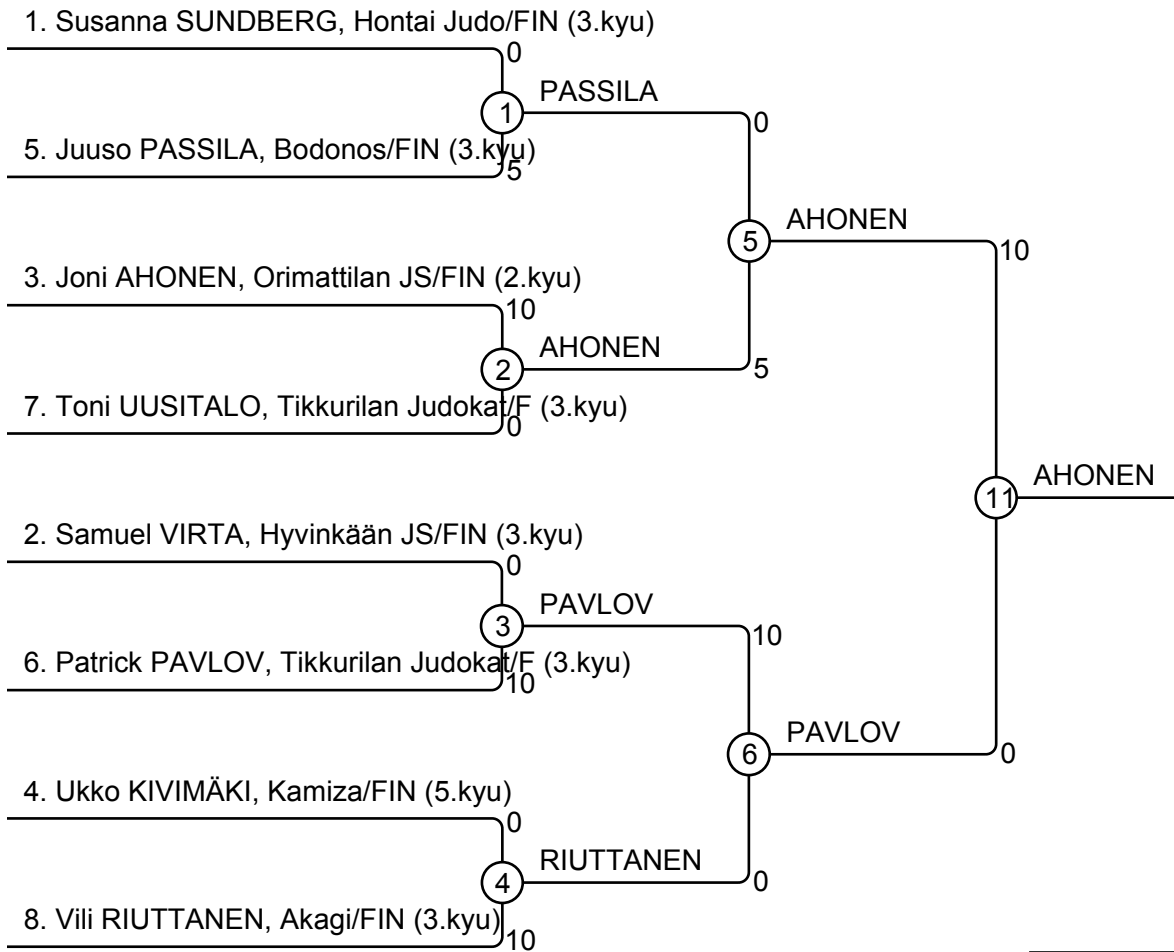 1. Susanna SUNDBERG, Hontai Judo/FIN (3.kyu)
0
1
PASSILA
0
5. Juuso PASSILA, Bodonos/FIN (3.kyu)
5
5
AHONEN
10
3. Joni AHONEN, Orimattilan JS/FIN (2.kyu)
10
2
AHONEN
5
7. Toni UUSITALO, Tikkurilan Judokat/F (3.kyu)
0
11
AHONEN
2. Samuel VIRTA, Hyvinkään JS/FIN (3.kyu)
0
3
PAVLOV
10
6. Patrick PAVLOV, Tikkurilan Judokat/F (3.kyu)
10
6
PAVLOV
0
4. Ukko KIVIMÄKI, Kamiza/FIN (5.kyu)
0
4
RIUTTANEN
0
8. Vili RIUTTANEN, Akagi/FIN (3.kyu)
10